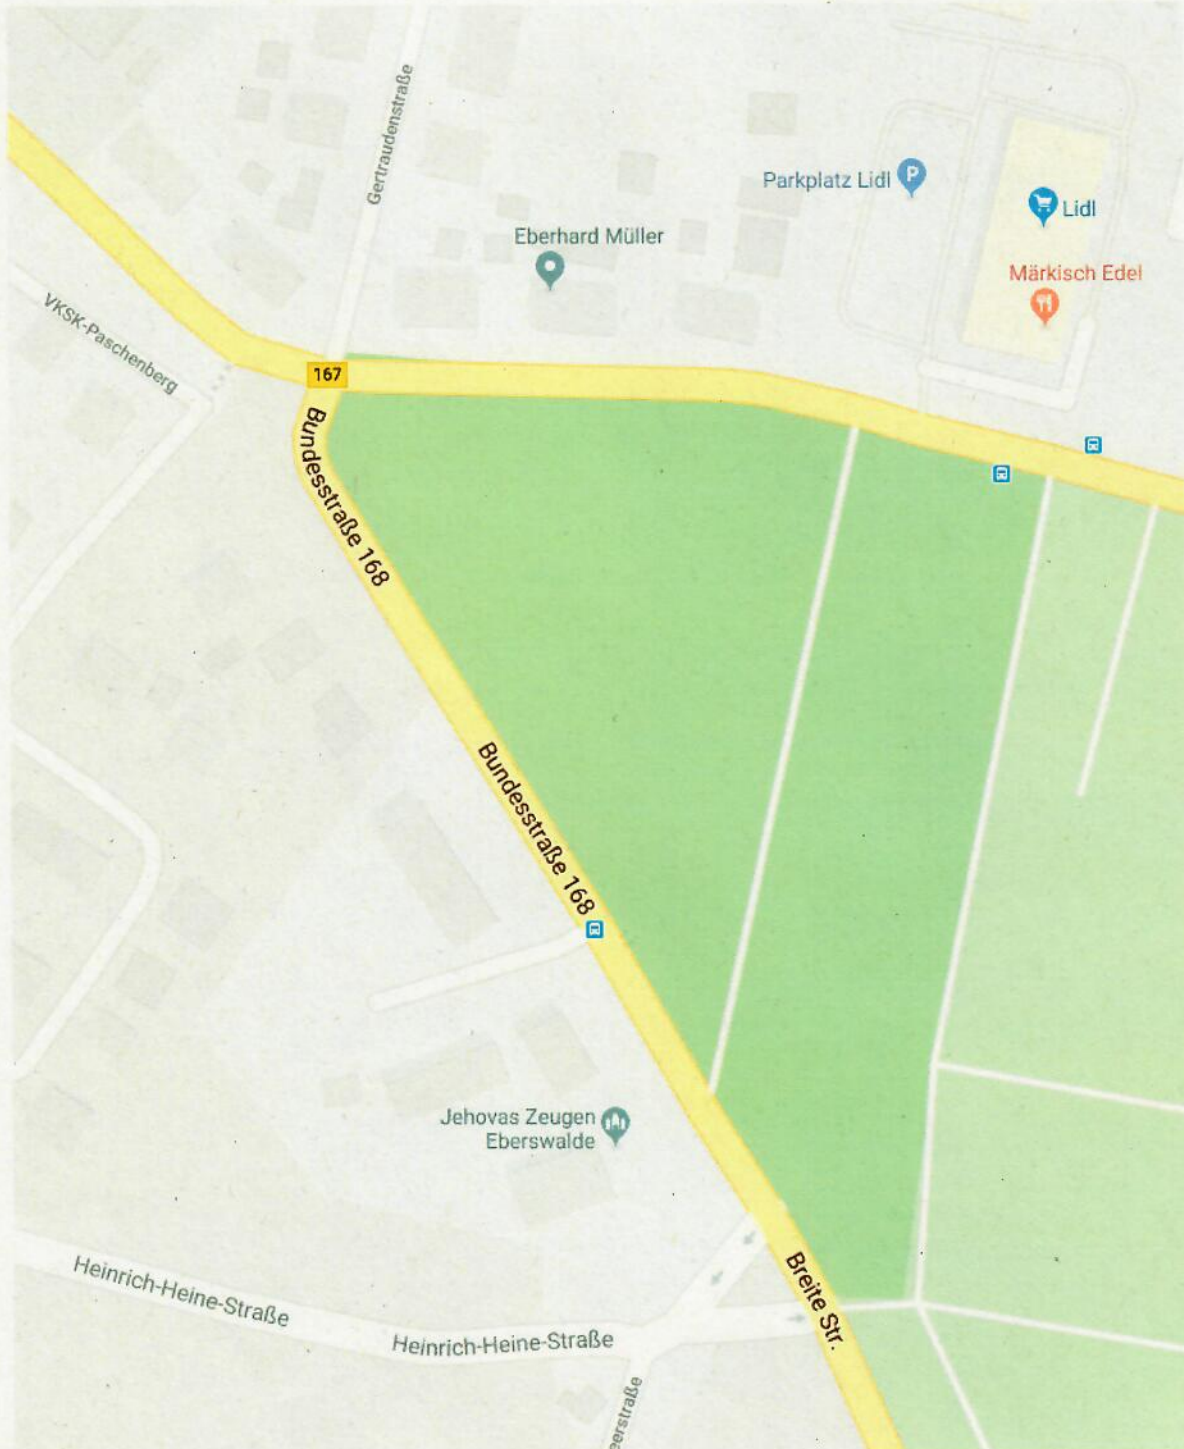 Gertraudenstraße
Parkplatz Lidl
P
Lidl
Eberhard Müller
Märkisch Edel
VKSK-Paschenberg
167
Bundesstraße 168
Bundesstraße 168
Jehovas Zeugen
Eberswalde
Breite Str.
Heinrich-Heine-Straße
Heinrich-Heine-Straße
eerstraße